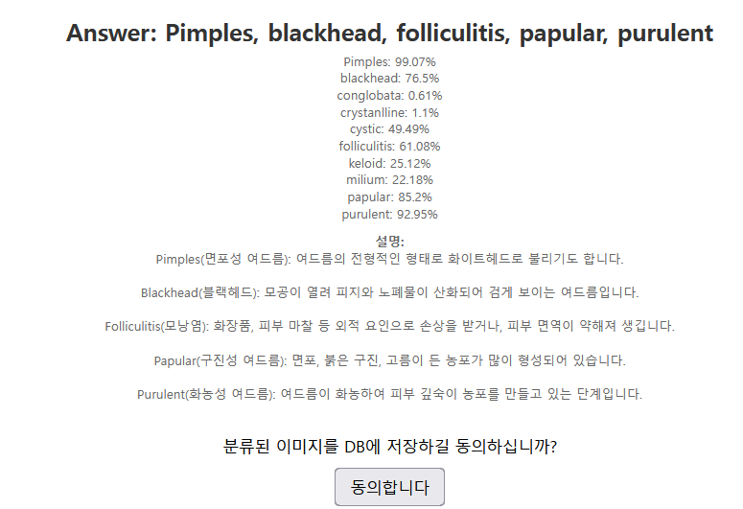 Answer: Pimples, blackhead, folliculitis, papular, purulent
Pimples: 99.07%
blackhead: 76.5%
conglobata: 0.61%
crystanlline: 1.1%
cystic: 49.49%
folliculitis: 61.08%
keloid: 25.12%
milium: 22.18%
papular: 85.2%
purulent: 92.95%
설명:
Pimples(면포성 여드름): 여드름의 전형적인 형태로 화이트헤드로 불리기도 합니다.
Blackhead(블랙헤드): 모공이 열려 피지와 노폐물이 산화되어 검게 보이는 여드름입니다.
Folliculitis(모낭염): 화장품, 피부 마찰 등 외적 요인으로 손상을 받거나, 피부 면역이 약해져 생깁니다.
Papular(구진성 여드름): 면포, 붉은 구진, 고름이 든 농포가 많이 형성되어 있습니다.
Purulent(화농성 여드름): 여드름이 화농하여 피부 깊숙이 농포를 만들고 있는 단계입니다.
분류된 이미지를 DB에 저장하길 동의하십니까?
동의합니다